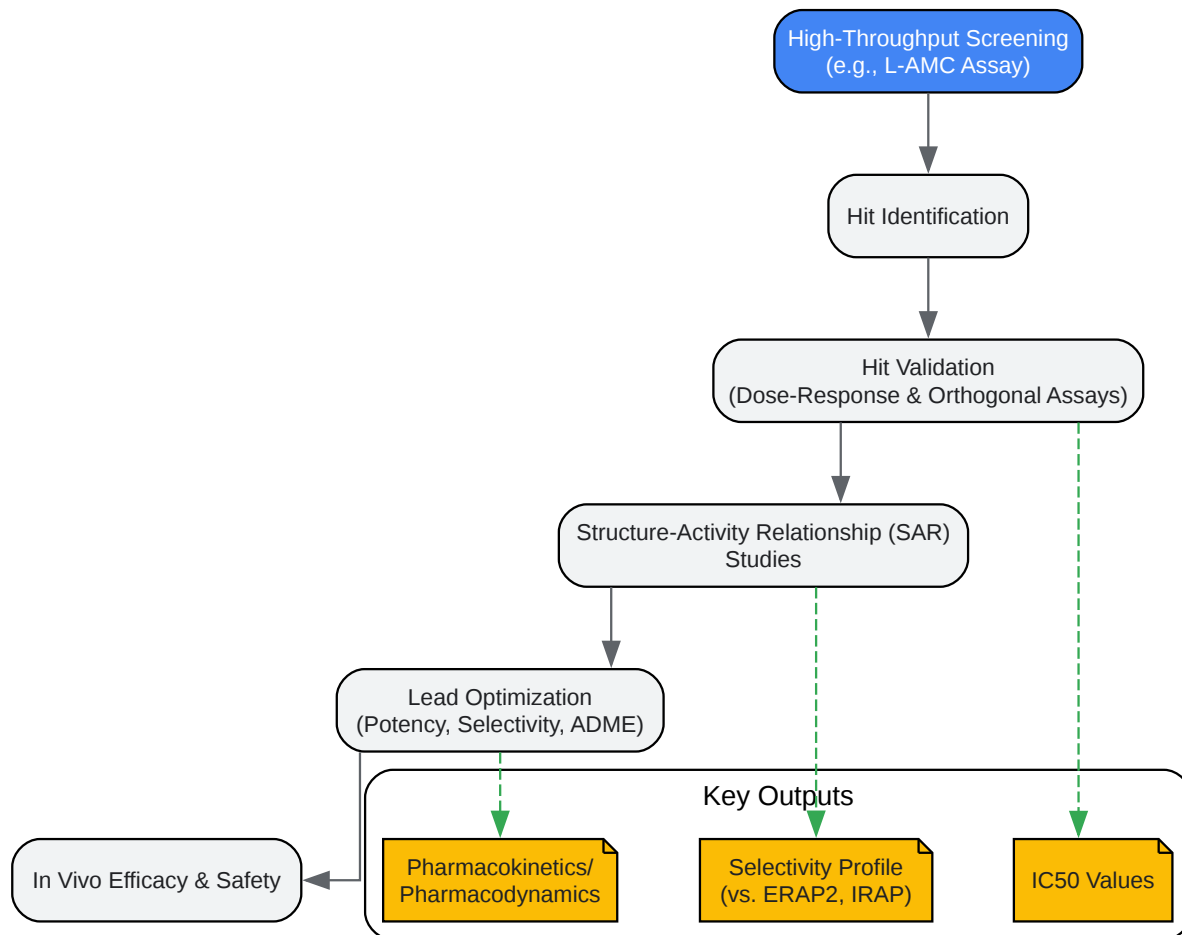 High-Throughput Screening
(e.g., L-AMC Assay)
Hit Identification
Hit Validation
(Dose-Response & Orthogonal Assays)
Structure-Activity Relationship (SAR)
Studies
Lead Optimization
(Potency, Selectivity, ADME)
Key Outputs
In Vivo Efficacy & Safety
Pharmacokinetics/
Pharmacodynamics
Selectivity Profile
(vs. ERAP2, IRAP)
IC50 Values